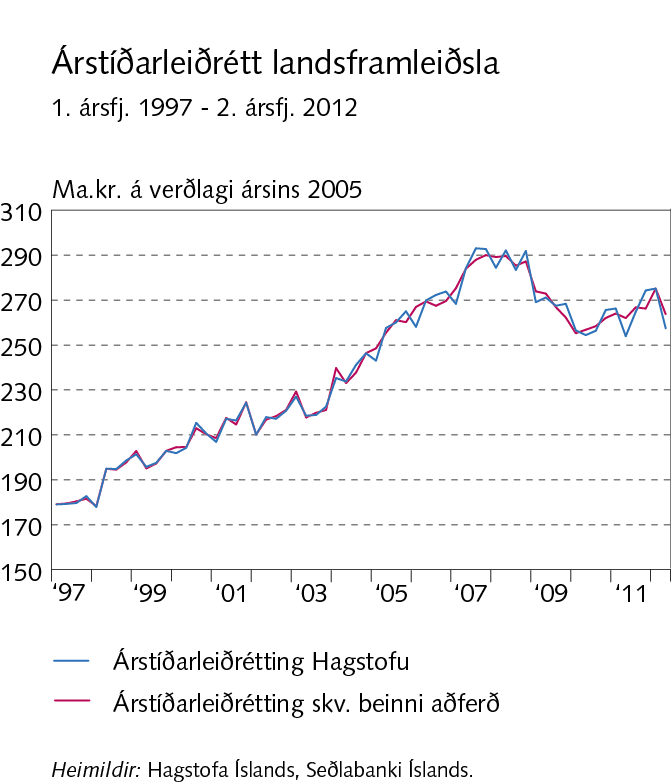 Árstíðarleiðrétt landsframleiðsla
1. ársfj. 1997 - 2. ársfj. 2012
Ma.kr. á verðlagi ársins 2005
310
290
270
250
230
210
190
170
150
‘97 ‘99 ‘01 ‘03 ‘05 ‘07 ‘09 ‘11
Árstíðarleiðrétting Hagstofu
Árstíðarleiðrétting skv. beinni aðferð
Heimildir: Hagstofa Íslands, Seðlabanki Íslands.